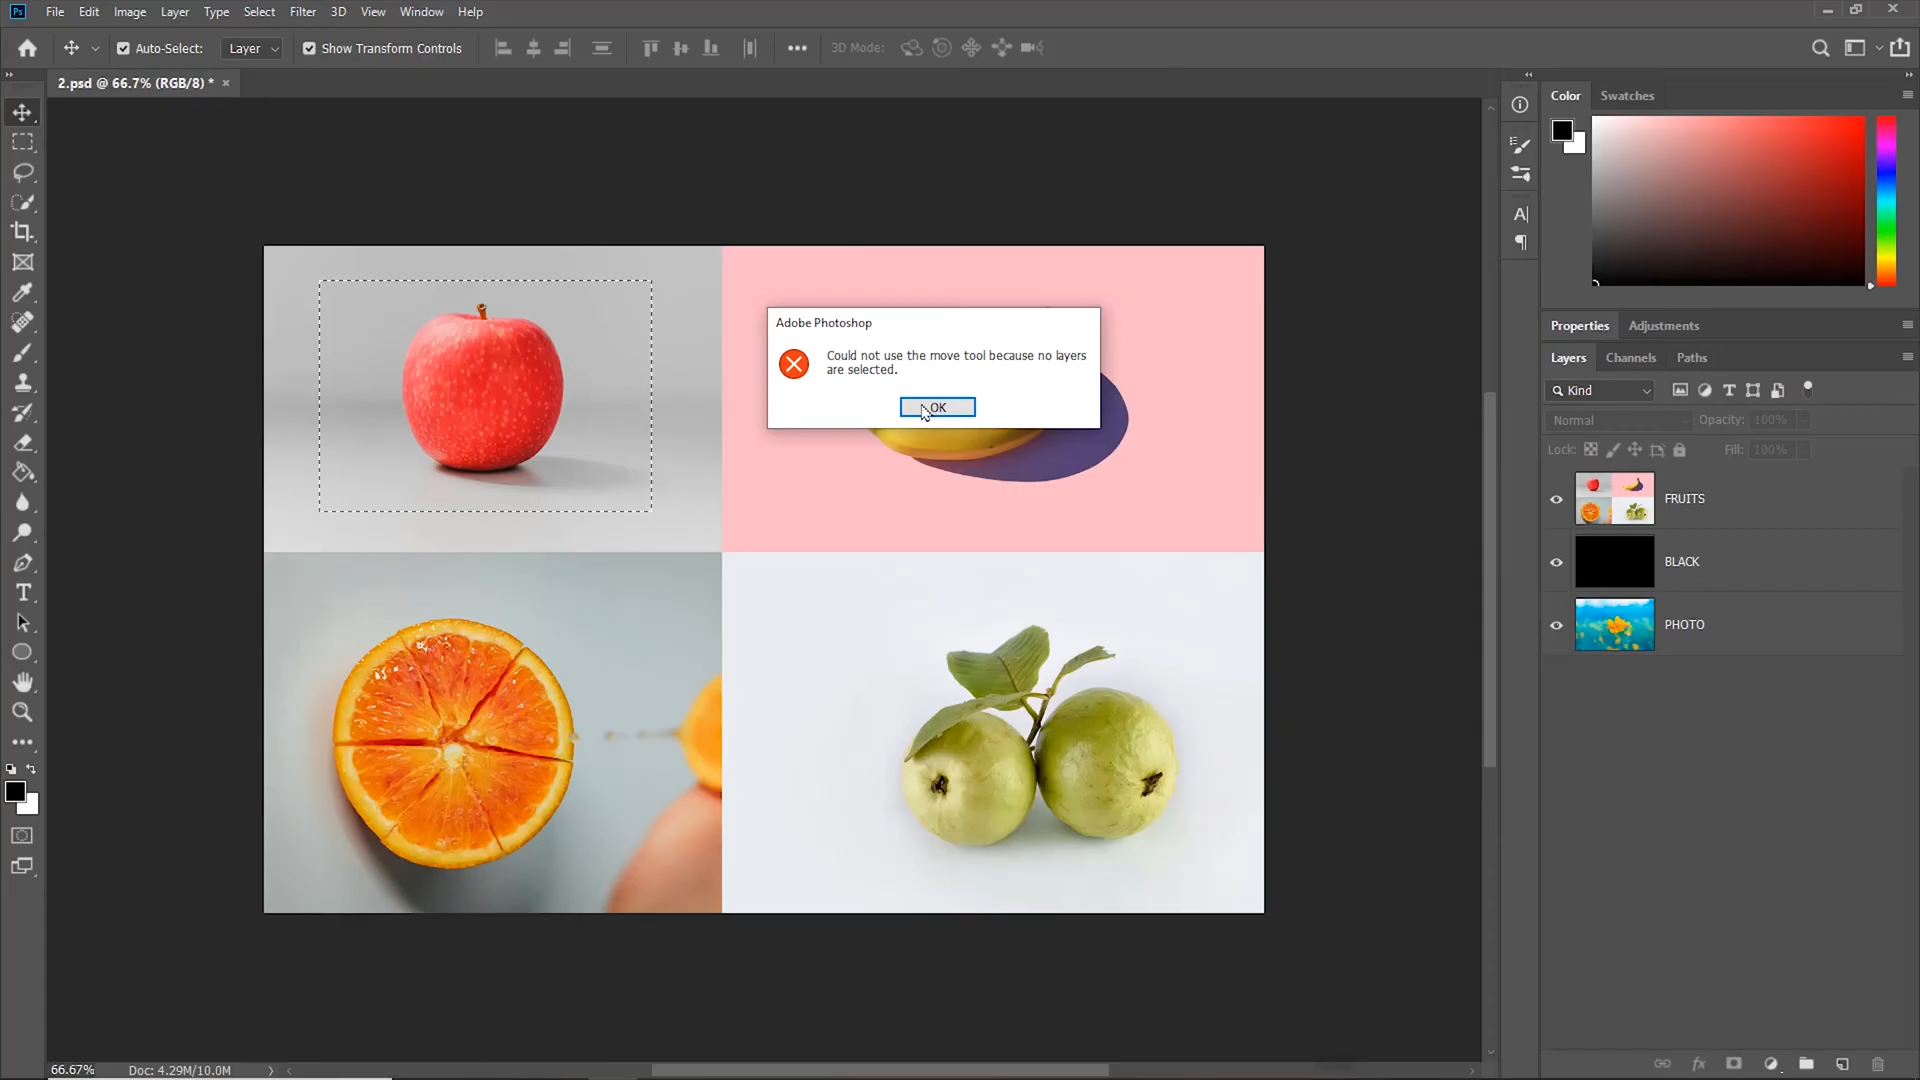 Ps File Edit Image Layer Type Select Filter 3D View Window Help
Auto-Select: Layer Show Transform Controls 3D Mode:
2.psd @ 66.7% (RGB/8) * ×
Color Swatches
Adobe Photoshop
Could not use the move tool because no layers
are selected.
OK
Properties Adjustments
Layers Channels Paths
Kind
Normal Opacity: 100%
Lock: Fill: 100%
FRUITS
BLACK
PHOTO
66.67% Doc: 4.29M/10.0M